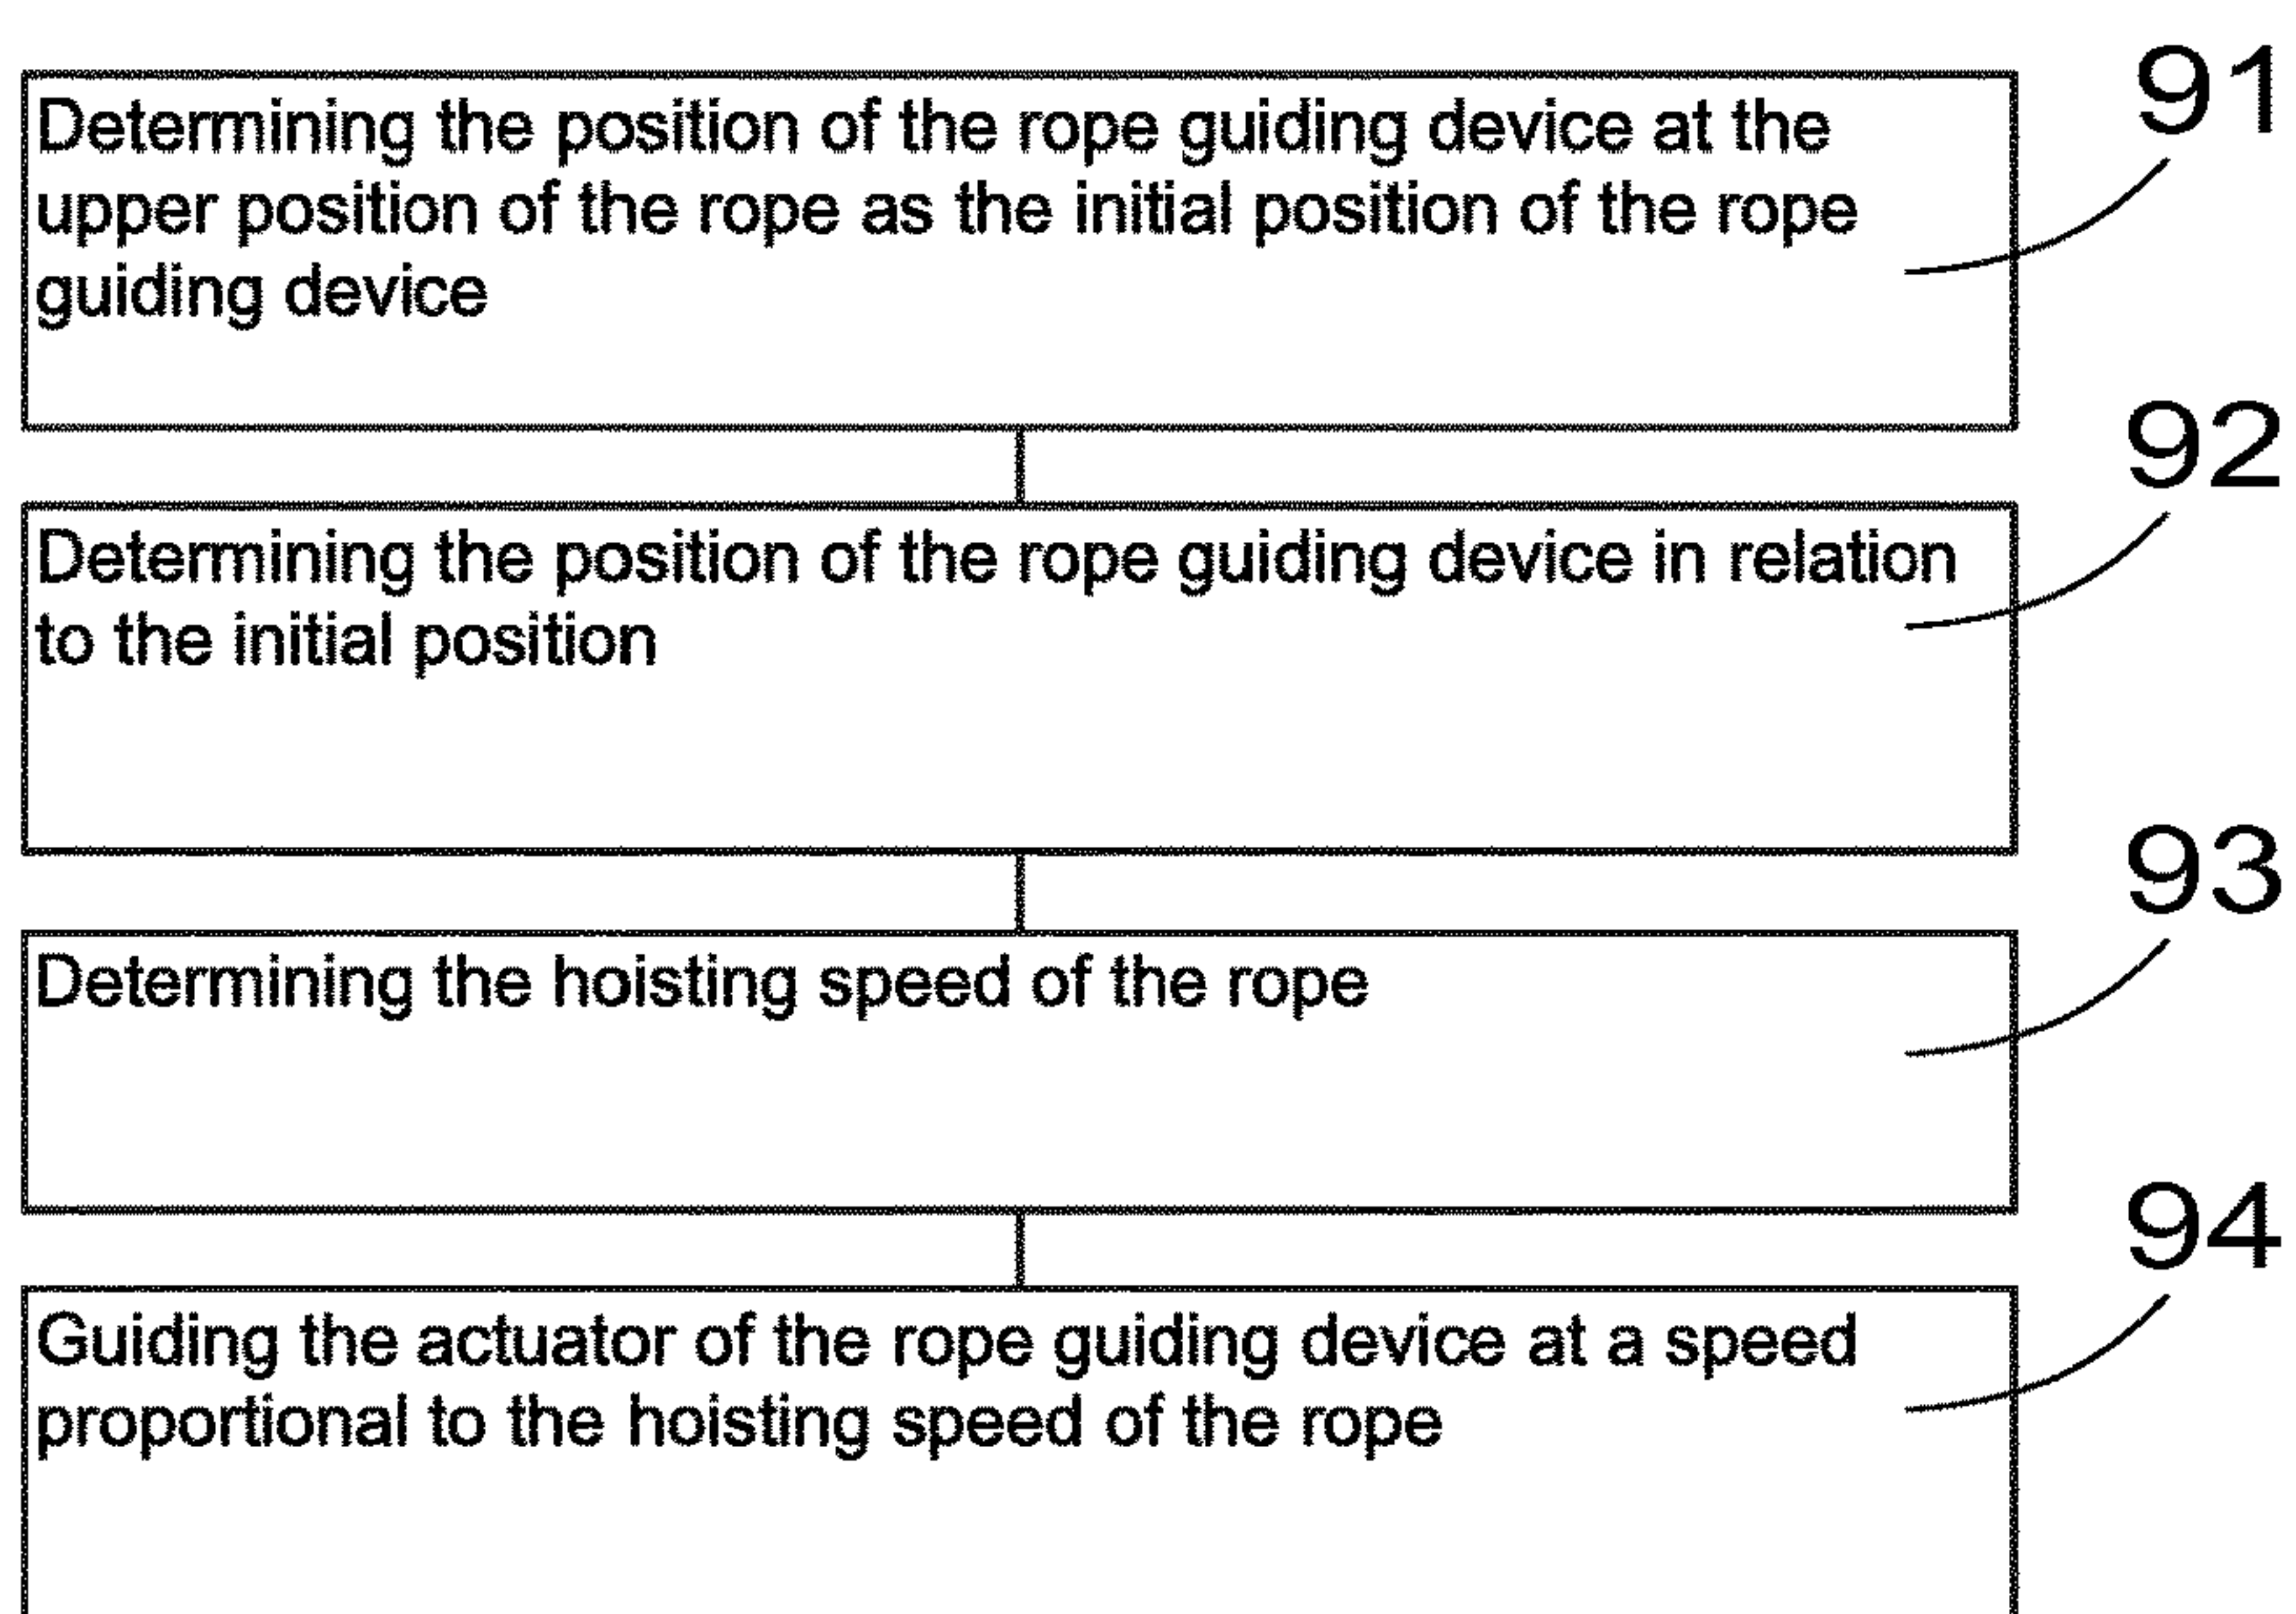 91
Determining the position of the rope guiding device at the
upper position of the rope as the initial position of the rope
guiding device
92
Determining the position of the rope guiding device in relation
to the initial position
93
Determining the hoisting speed of the rope
94
Guiding the actuator of the rope guiding device at a speed
proportional to the hoisting speed of the rope